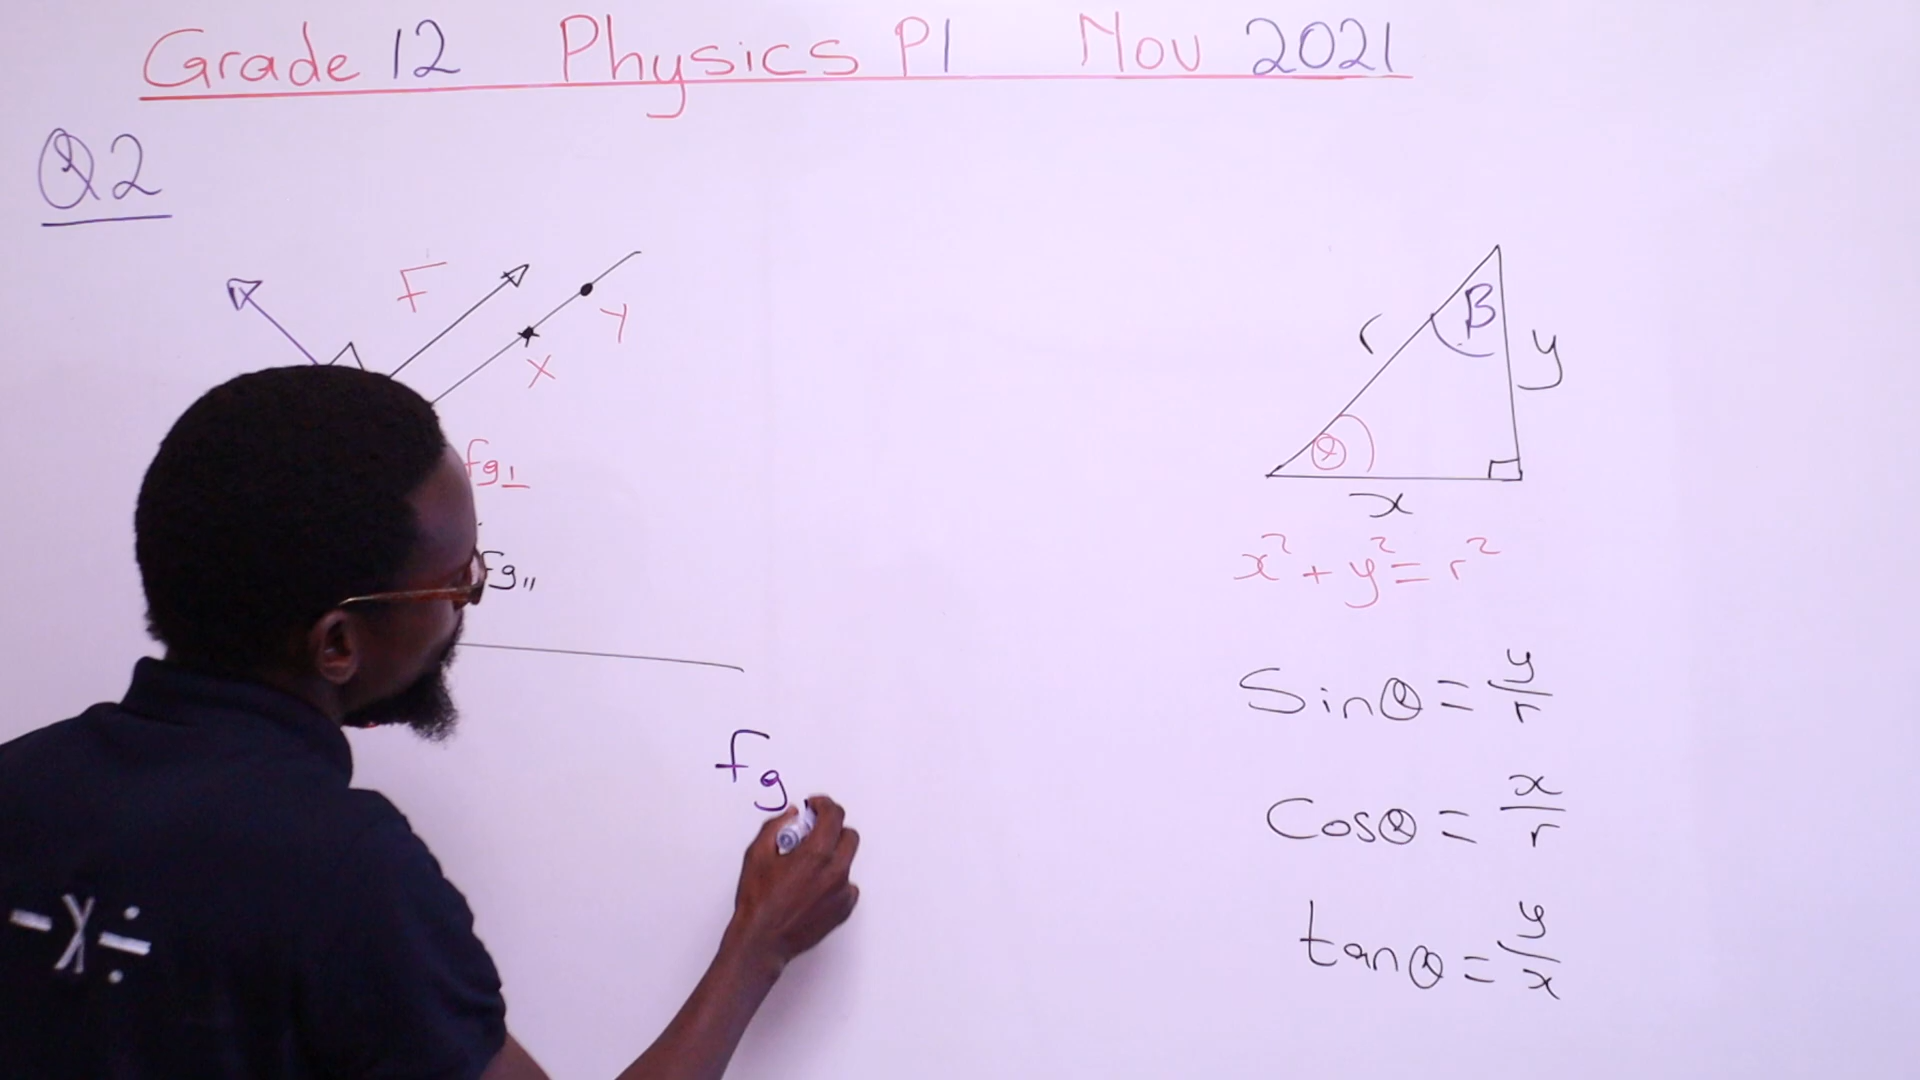 Grade 12 Physics P1 Nov 2021
Q2
F
Y
X
fg⊥
fg//
fg
r
β
y
θ
x
x² + y² = r²
Sinθ = y/r
Cosθ = x/r
tanθ = y/x
-X÷